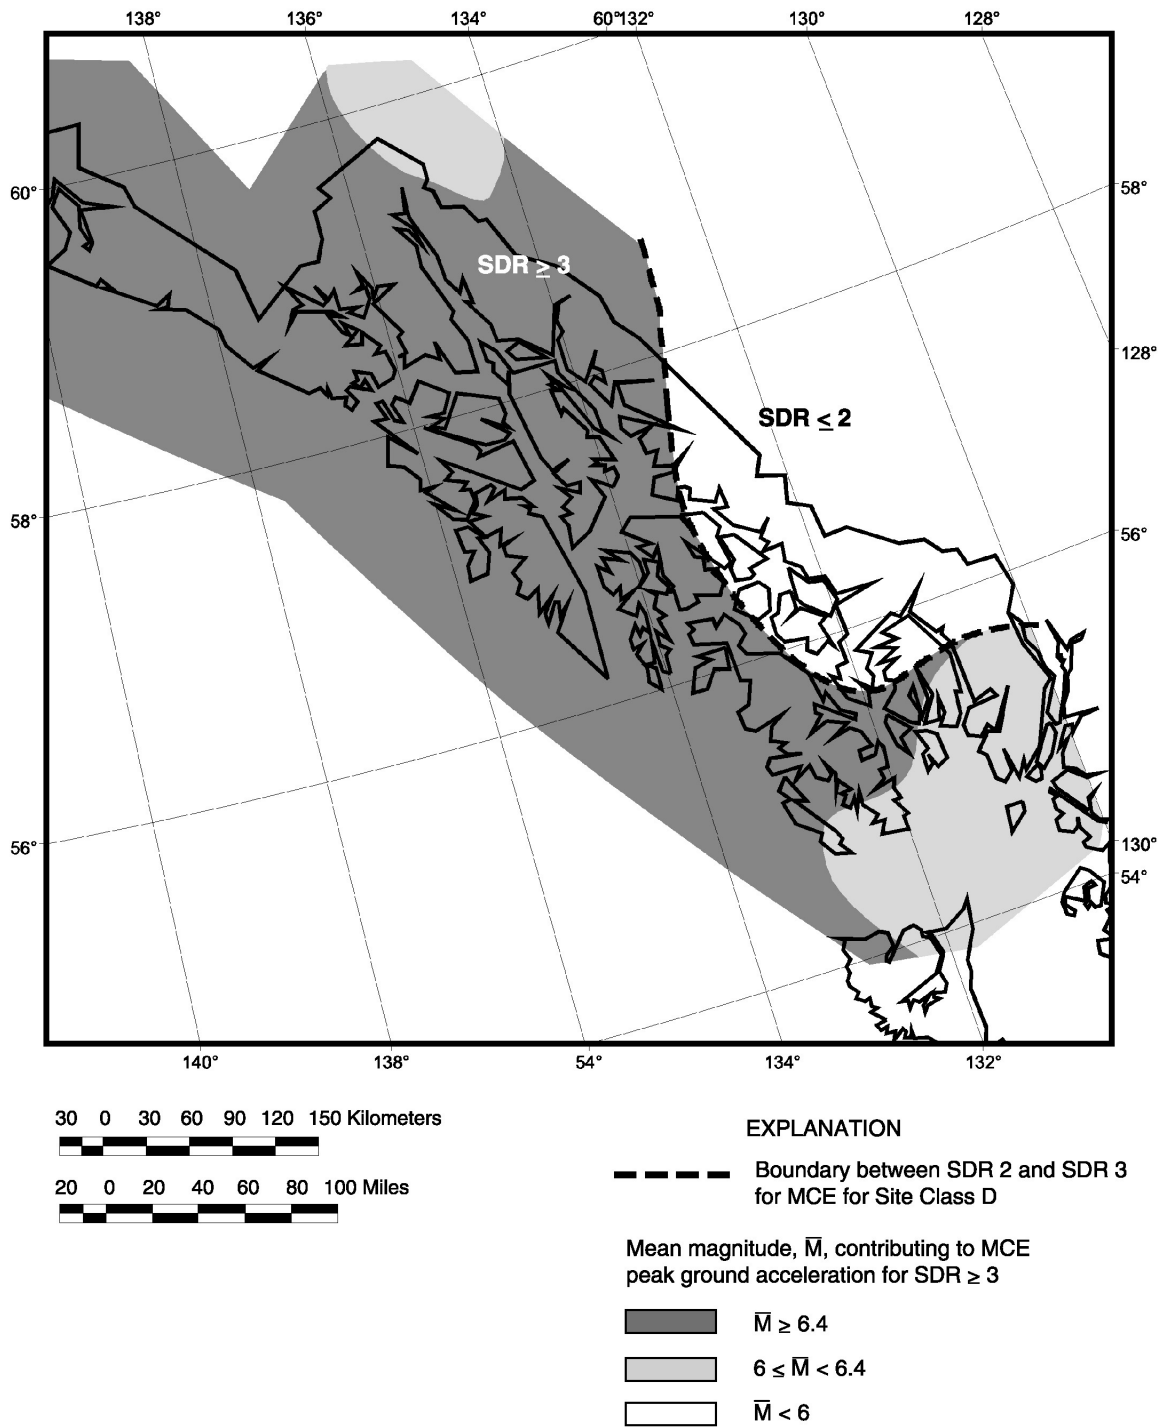 138° 136° 134° 60° 132° 130° 128°
60°
58°
SDR ≥ 3
128°
SDR ≤ 2
58°
56°
56°
130°
54°
140° 138° 54° 134° 132°
30 0 30 60 90 120 150 Kilometers
20 0 20 40 60 80 100 Miles
EXPLANATION
Boundary between SDR 2 and SDR 3
for MCE for Site Class D
Mean magnitude, M̅, contributing to MCE
peak ground acceleration for SDR ≥ 3
M̅ ≥ 6.4
6 ≤ M̅ < 6.4
M̅ < 6